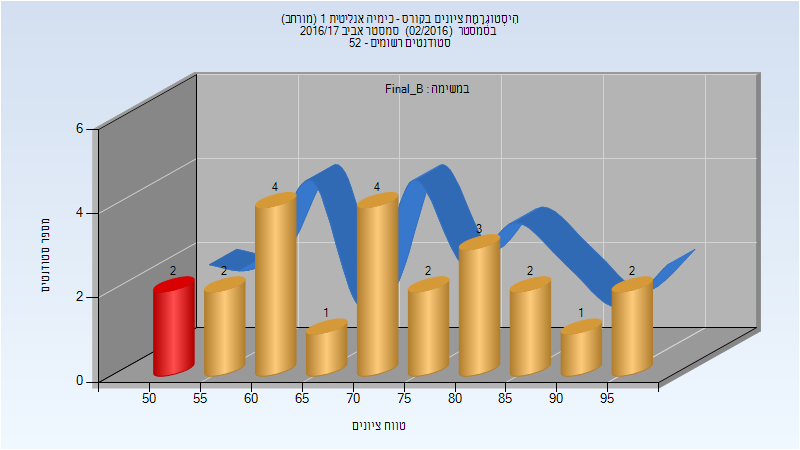 היסטוגרמת ציונים בקורס - כימיה אנליטית 1 (מורחב)
בסמסטר (02/2016) סמסטר אביב 2016/17
סטודנטים רשומים - 52
במשימה : Final_B
מספר סטודנטים
6
4
2
0
2
2
4
1
4
2
3
2
1
2
50 55 60 65 70 75 80 85 90 95
טווח ציונים